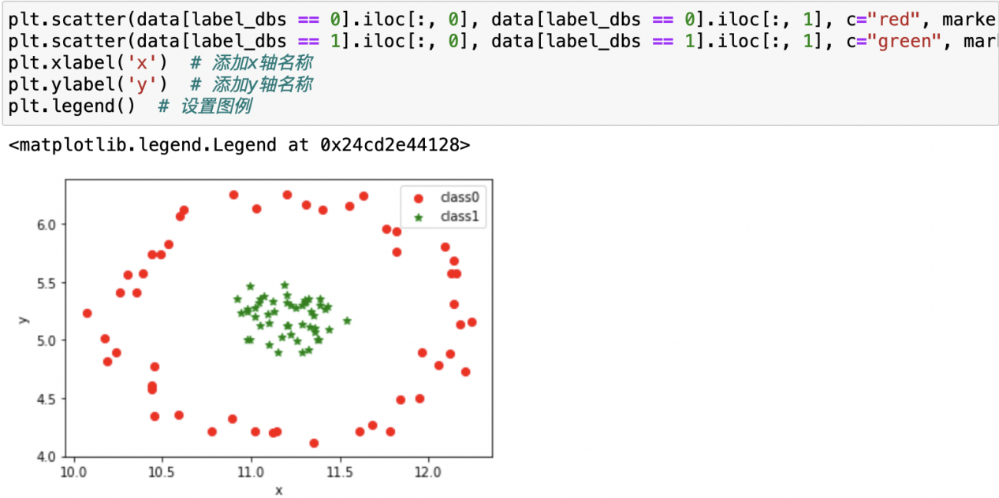 plt.scatter(data[label_dbs == 0].iloc[:, 0], data[label_dbs == 0].iloc[:, 1], c="red", marke
plt.scatter(data[label_dbs == 1].iloc[:, 0], data[label_dbs == 1].iloc[:, 1], c="green", mar
plt.xlabel('x')  # 添加x轴名称
plt.ylabel('y')  # 添加y轴名称
plt.legend()  # 设置图例
<matplotlib.legend.Legend at 0x24cd2e44128>
class0
class1
6.0
5.5
5.0
4.5
4.0
y
10.0 10.5 11.0 11.5 12.0
x